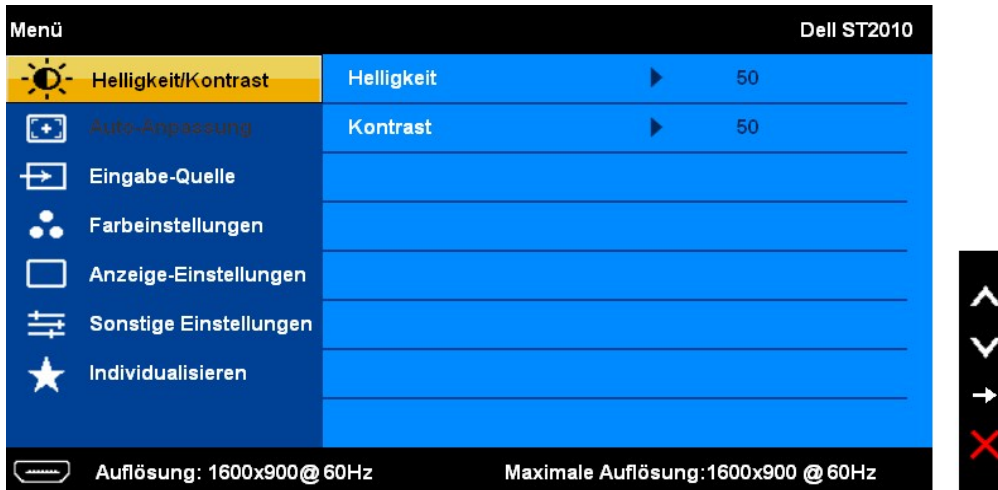 Menü Dell ST2010
Helligkeit/Kontrast Helligkeit 50
Auto-Anpassung Kontrast 50
Eingabe-Quelle
Farbeinstellungen
Anzeige-Einstellungen
Sonstige Einstellungen
Individualisieren
Auflösung: 1600x900@60Hz Maximale Auflösung:1600x900 @60Hz